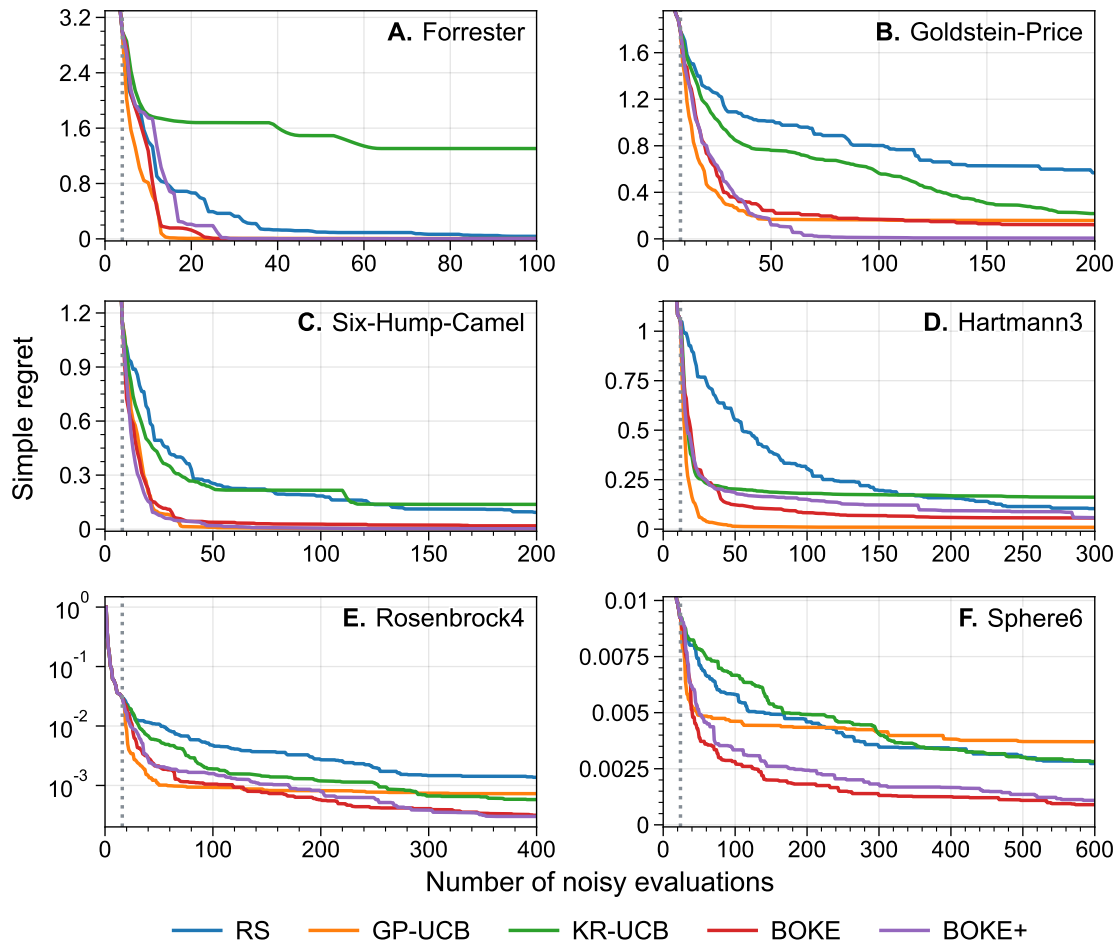 A. Forrester
3.2
2.4
1.6
0.8
0
0 20 40 60 80 100
B. Goldstein-Price
1.6
1.2
0.8
0.4
0
0 50 100 150 200
C. Six-Hump-Camel
1.2
0.9
0.6
0.3
0
0 50 100 150 200
D. Hartmann3
1
0.75
0.5
0.25
0
0 50 100 150 200 250 300
Simple regret
E. Rosenbrock4
10⁰
10⁻¹
10⁻²
10⁻³
0 100 200 300 400
F. Sphere6
0.01
0.0075
0.005
0.0025
0
0 100 200 300 400 500 600
Number of noisy evaluations
RS GP-UCB KR-UCB BOKE BOKE+